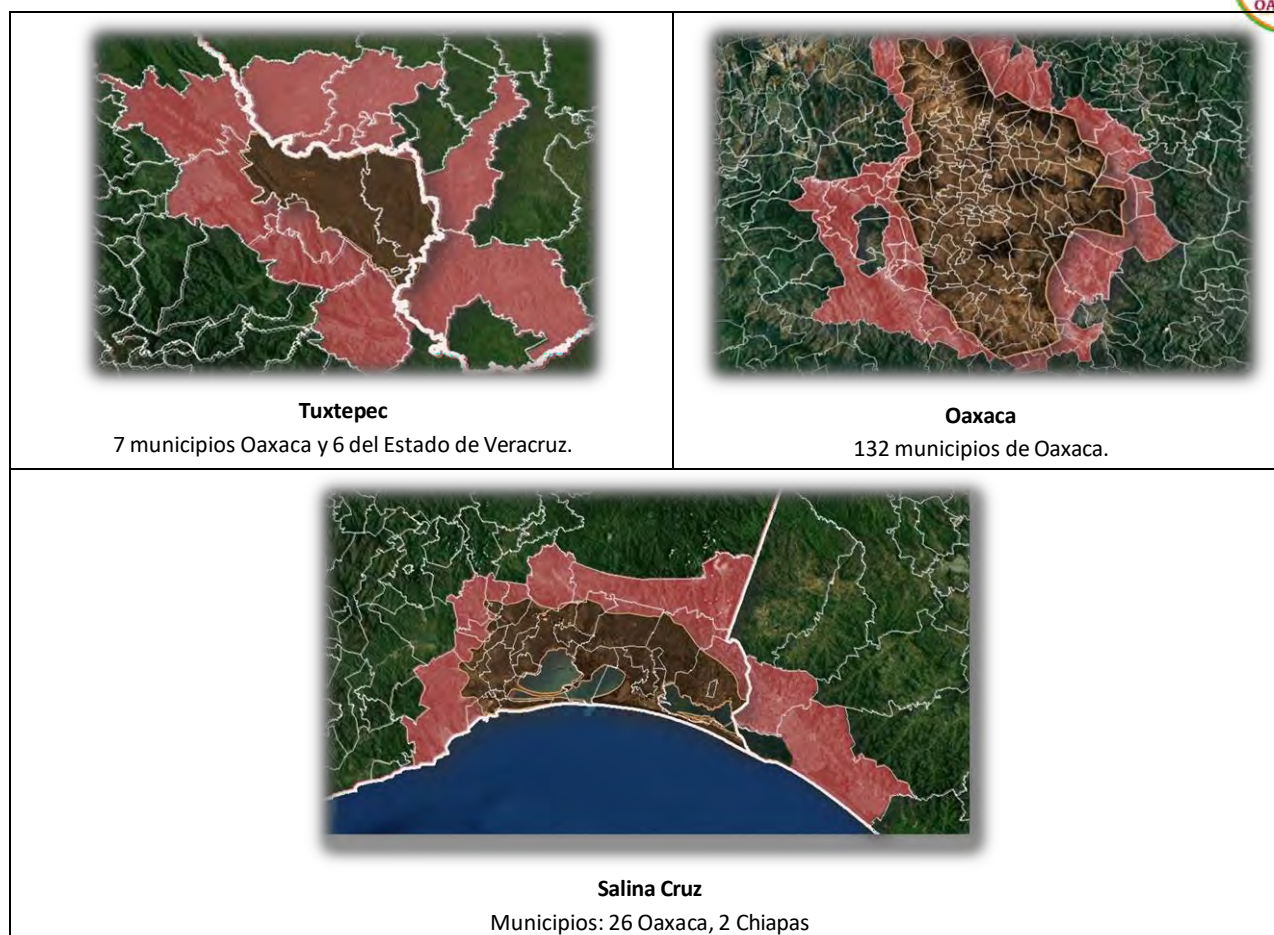 OA
Tuxtepec
7 municipios Oaxaca y 6 del Estado de Veracruz.
Oaxaca
132 municipios de Oaxaca.
Salina Cruz
Municipios: 26 Oaxaca, 2 Chiapas